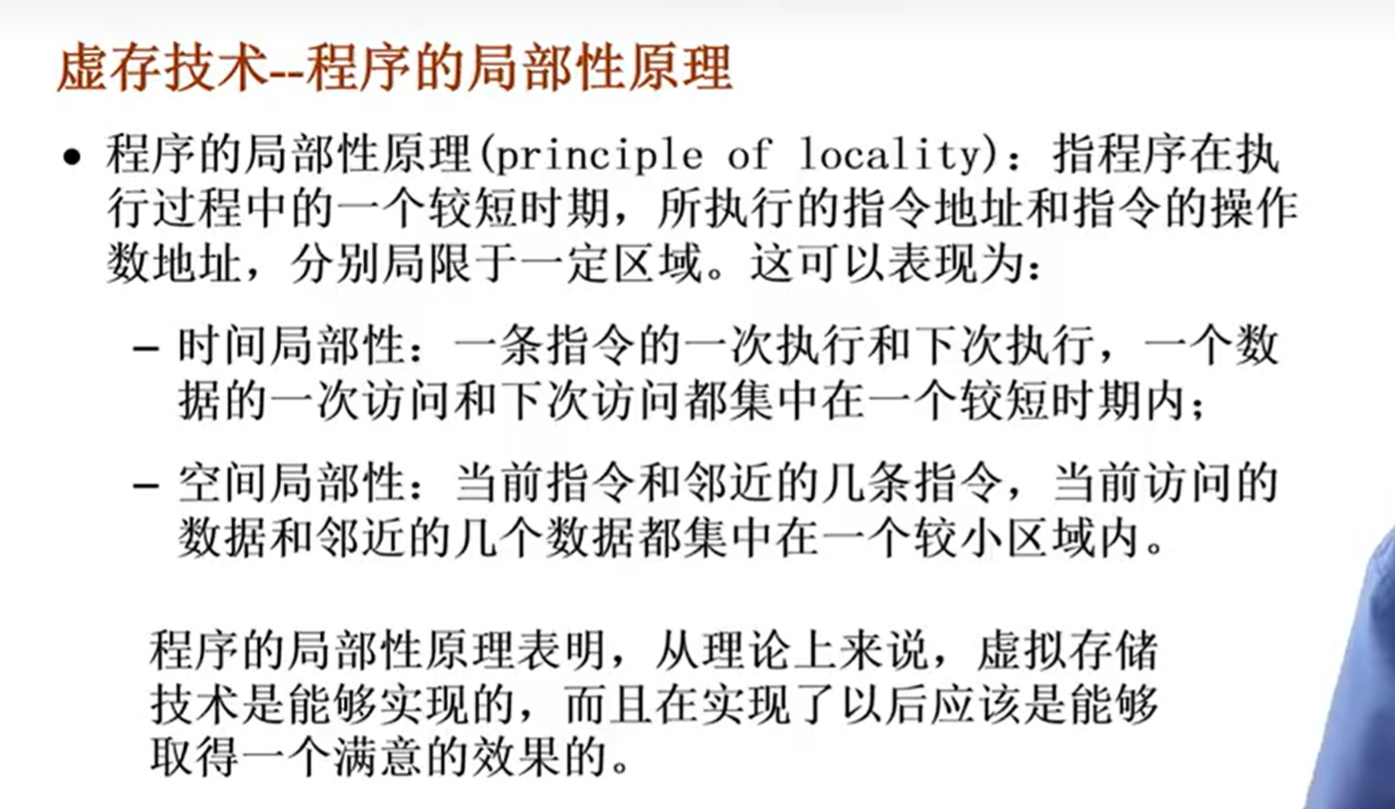 虚存技术--程序的局部性原理
● 程序的局部性原理(principle of locality)：指程序在执
行过程中的一个较短时期，所执行的指令地址和指令的操作
数地址，分别局限于一定区域。这可以表现为：
– 时间局部性：一条指令的一次执行和下次执行，一个数
据的一次访问和下次访问都集中在一个较短时期内；
– 空间局部性：当前指令和邻近的几条指令，当前访问的
数据和邻近的几个数据都集中在一个较小区域内。
程序的局部性原理表明，从理论上来说，虚拟存储
技术是能够实现的，而且在实现了以后应该是能够
取得一个满意的效果的。